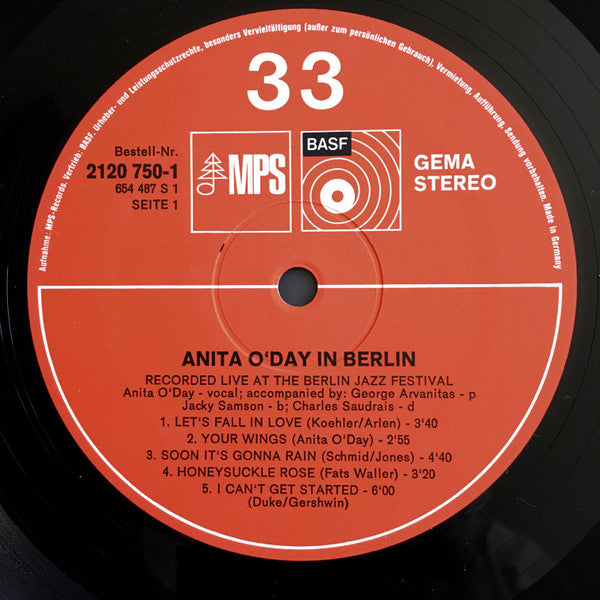 Aufnahme: MPS-Records. Vertrieb: BASF. Urheber- und Leistungsschutzrechte, besonders Vervielfältigung (außer zum persönlichen Gebrauch), Vermietung, Aufführung, Sendung vorbehalten. Made in Germany
33
Bestell-Nr.
2120 750-1
654 487 S 1
SEITE 1
MPS
BASF
GEMA
STEREO
ANITA O'DAY IN BERLIN
RECORDED LIVE AT THE BERLIN JAZZ FESTIVAL
Anita O'Day - vocal; accompanied by: George Arvanitas - p
Jacky Samson - b; Charles Saudrais - d
1. LET'S FALL IN LOVE (Koehler/Arlen) - 3'40
2. YOUR WINGS (Anita O'Day) - 2'55
3. SOON IT'S GONNA RAIN (Schmid/Jones) - 4'40
4. HONEYSUCKLE ROSE (Fats Waller) - 3'20
5. I CAN'T GET STARTED - 6'00
(Duke/Gershwin)